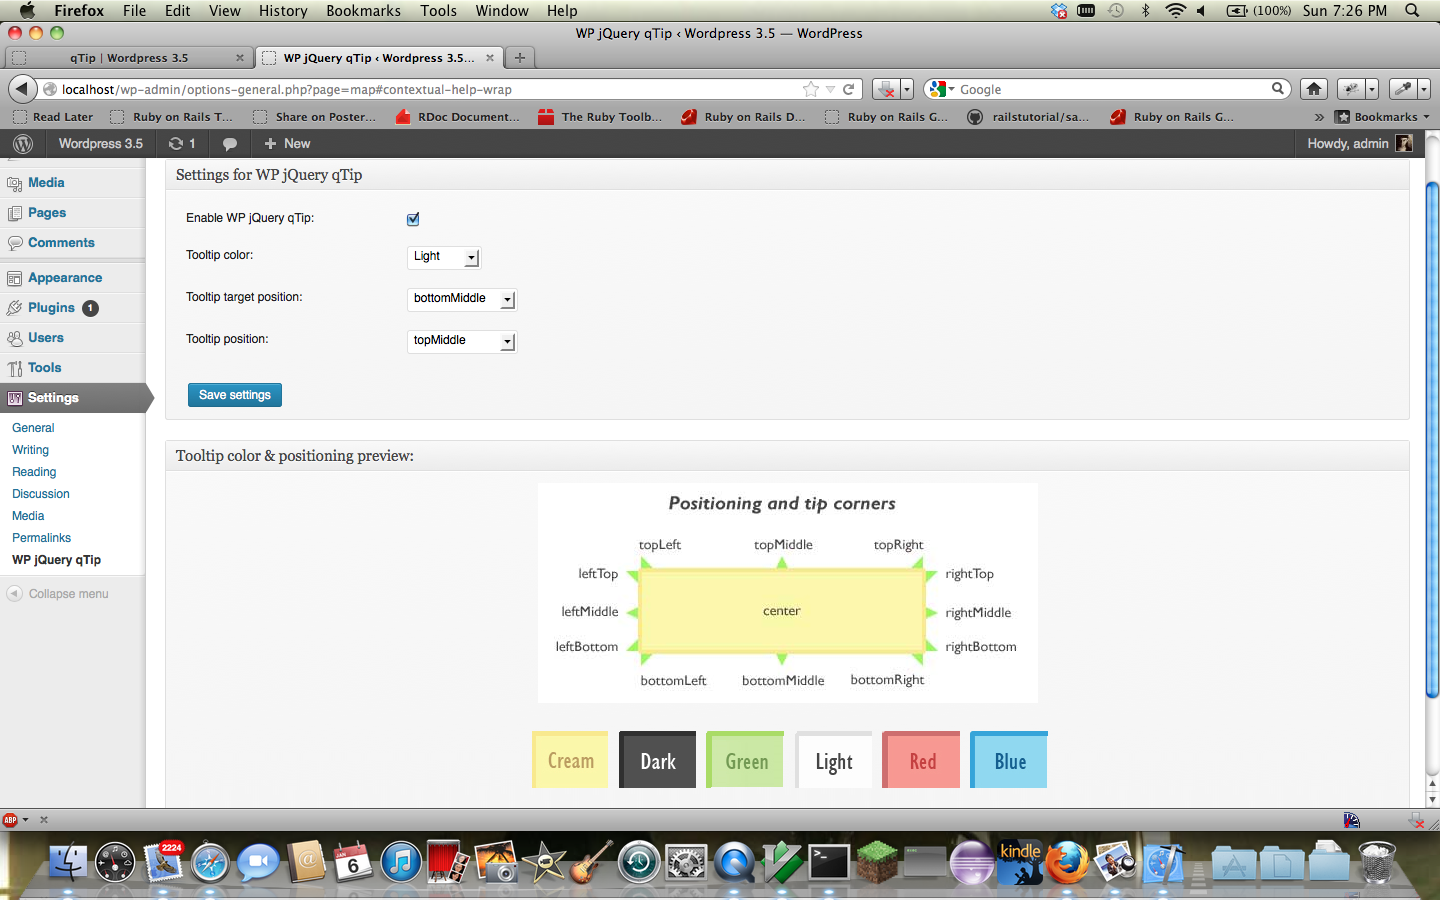 Firefox File Edit View History Bookmarks Tools Window Help (100%) Sun 7:26 PM
WP jQuery qTip ‹ Wordpress 3.5 — WordPress
qTip | Wordpress 3.5
WP jQuery qTip ‹ Wordpress 3.5...
localhost/wp-admin/options-general.php?page=map#contextual-help-wrap
Google
Read Later Ruby on Rails T... Share on Poster... RDoc Document... The Ruby Toolb... Ruby on Rails D... Ruby on Rails G... railstutorial/sa... Ruby on Rails G... » Bookmarks
Wordpress 3.5 1 + New Howdy, admin
Media
Pages
Comments
Appearance
Plugins 1
Users
Tools
Settings
General
Writing
Reading
Discussion
Media
Permalinks
WP jQuery qTip
Collapse menu
Settings for WP jQuery qTip
Enable WP jQuery qTip:
Tooltip color: Light
Tooltip target position: bottomMiddle
Tooltip position: topMiddle
Save settings
Tooltip color & positioning preview:
Positioning and tip corners
topLeft topMiddle topRight
leftTop rightTop
leftMiddle center rightMiddle
leftBottom rightBottom
bottomLeft bottomMiddle bottomRight
Cream Dark Green Light Red Blue
ABP
2224
JAN
6
kindle